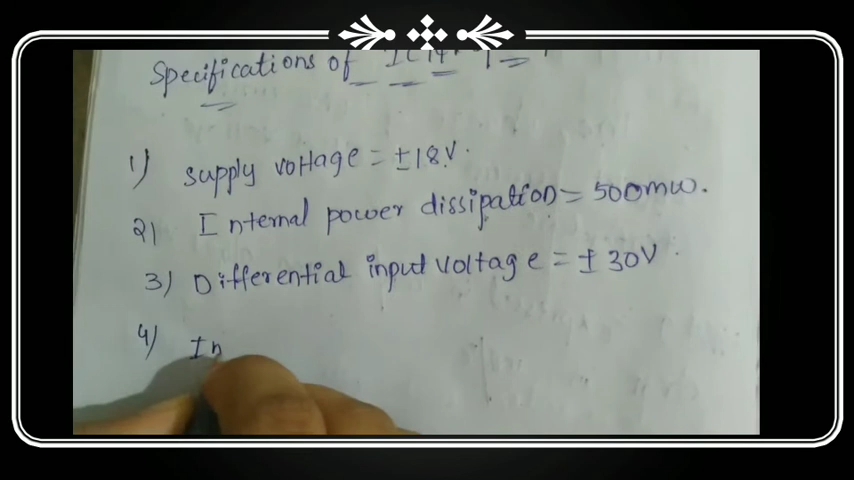 Specifications of
1) supply voltage = ±18V.
2) Internal power dissipation = 500mw.
3) Differential input voltage = ± 30V.
4) In